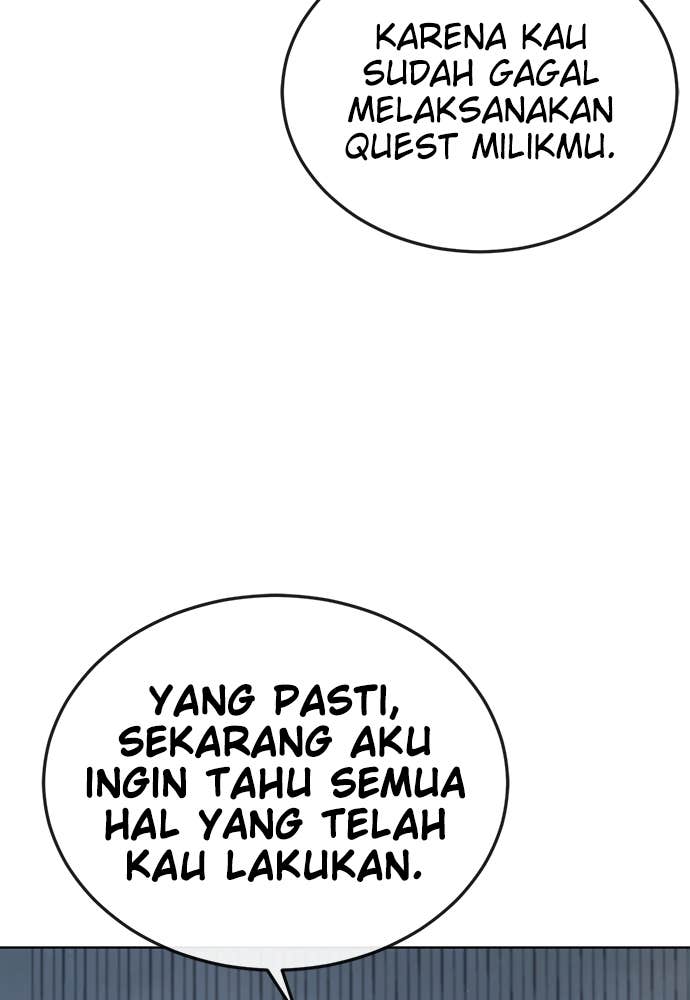 KARENA KAU
SUDAH GAGAL
MELAKSANAKAN
QUEST MILIKMU.
YANG PASTI,
SEKARANG AKU
INGIN TAHU SEMUA
HAL YANG TELAH
KAU LAKUKAN.